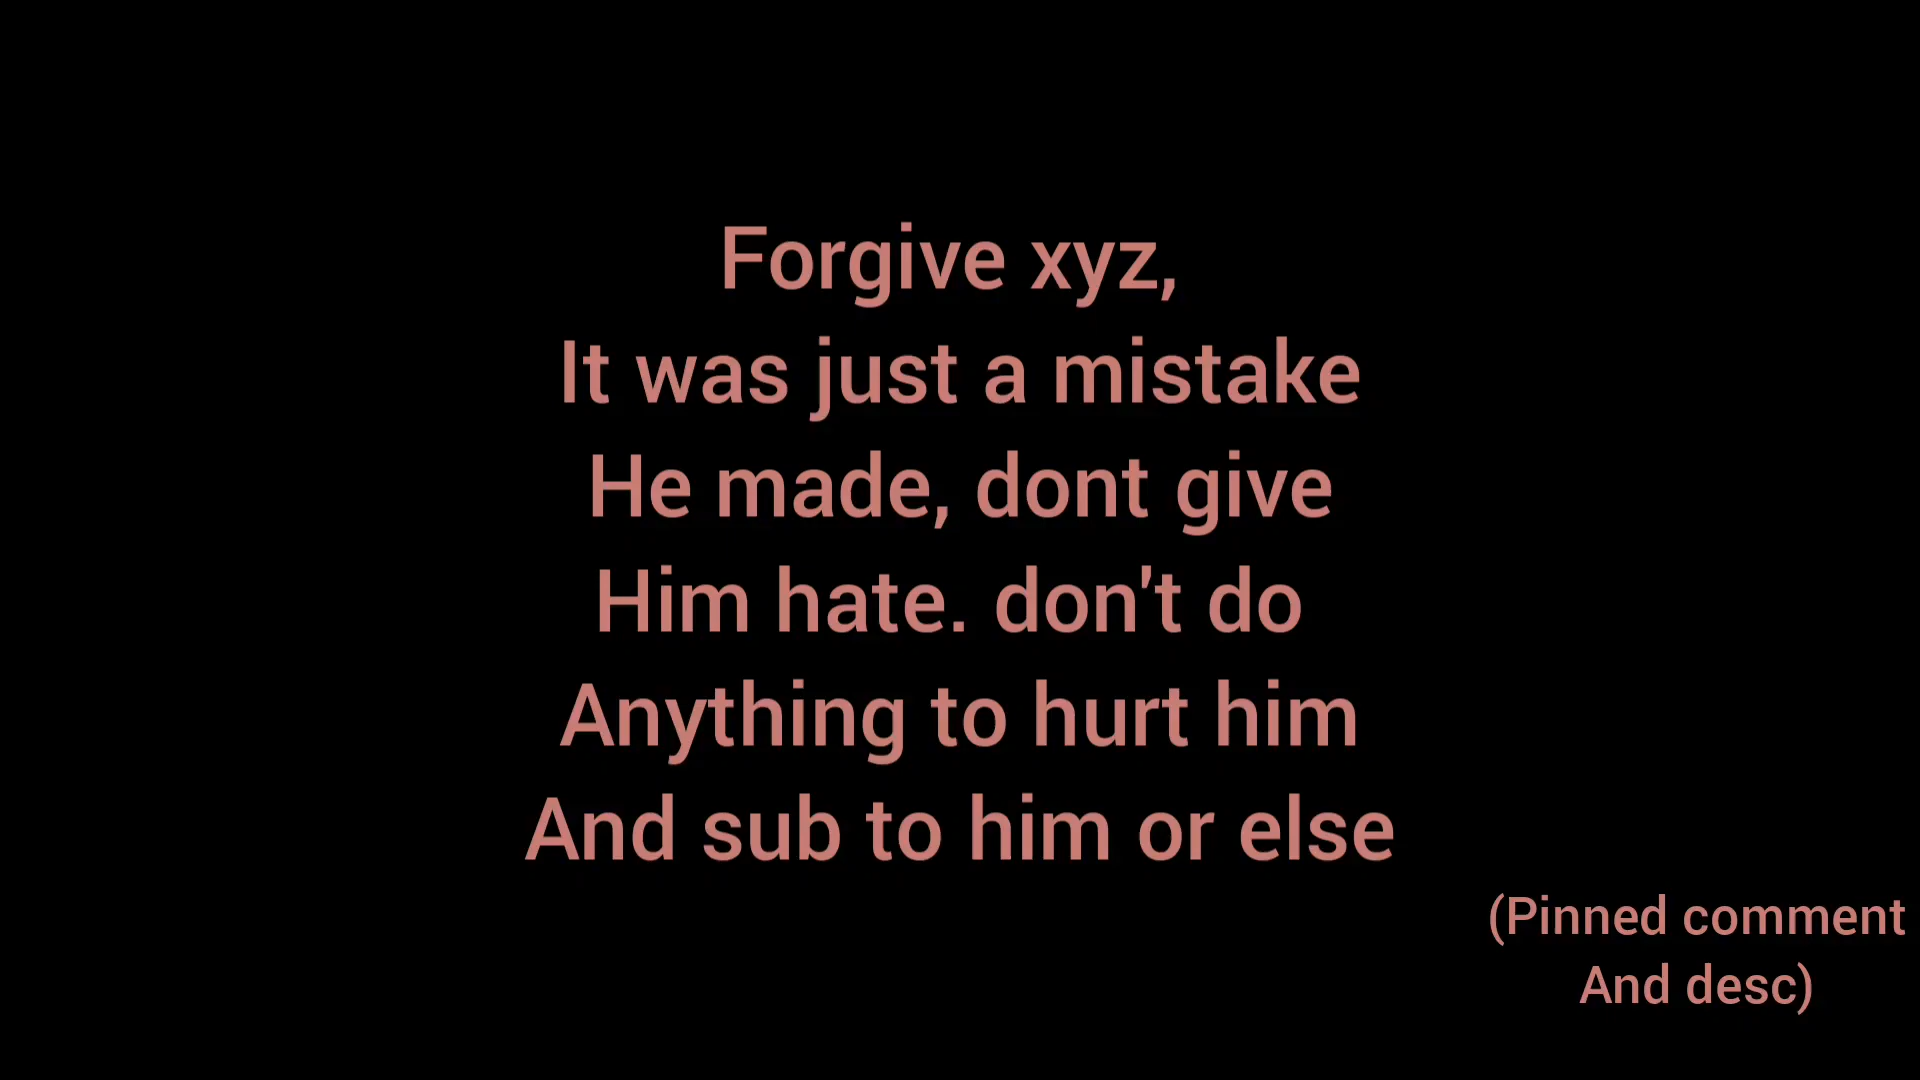 Forgive xyz,
It was just a mistake
He made, dont give
Him hate. don't do
Anything to hurt him
And sub to him or else
(Pinned comment
And desc)